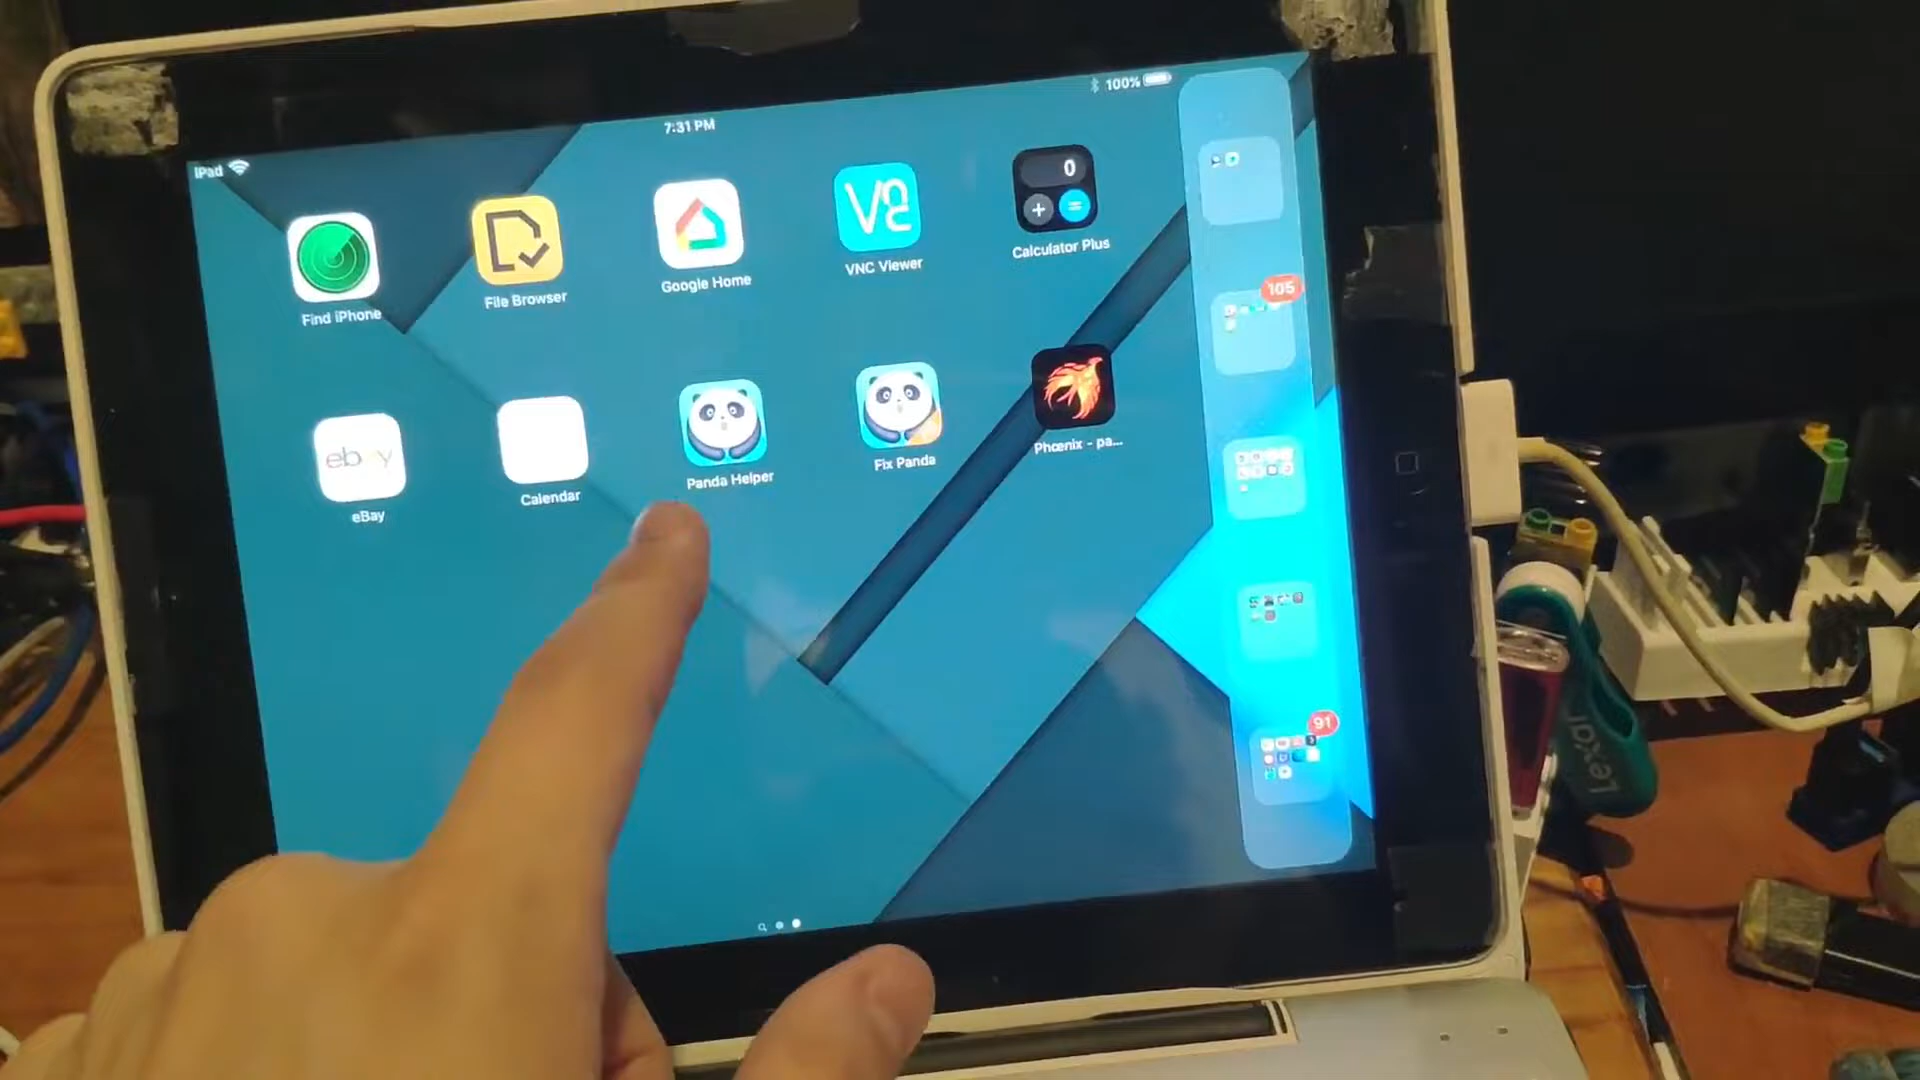 7:31 PM
100%
iPad
Find iPhone
File Browser
Google Home
VNC
VNC Viewer
0
+ =
Calculator Plus
105
ebay
eBay
Calendar
Panda Helper
Fix Panda
Phœnix - pa...
91
Lexar